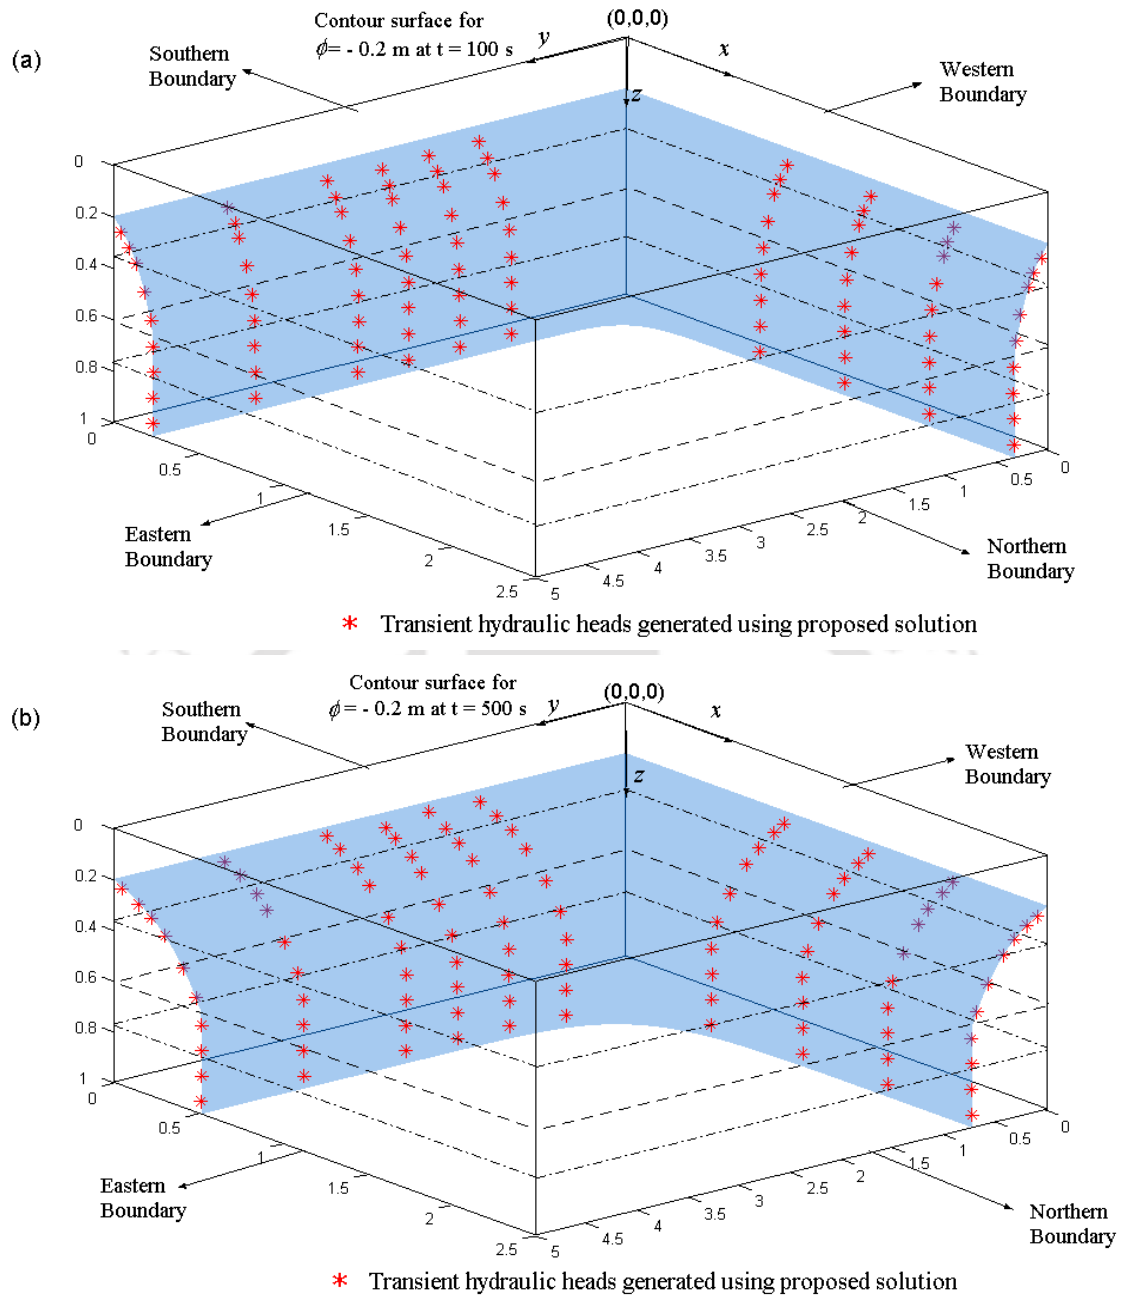 (a)
Contour surface for
ϕ = - 0.2 m at t = 100 s
(0,0,0)
y
x
z
Southern
Boundary
Western
Boundary
0
0.2
0.4
0.6
0.8
1
0
0.5
1
1.5
2
2.5
5
4.5
4
3.5
3
2.5
2
1.5
1
0.5
0
Eastern
Boundary
Northern
Boundary
* Transient hydraulic heads generated using proposed solution
(b)
Contour surface for
ϕ = - 0.2 m at t = 500 s
(0,0,0)
y
x
z
Southern
Boundary
Western
Boundary
0
0.2
0.4
0.6
0.8
1
0
0.5
1
1.5
2
2.5
5
4.5
4
3.5
3
2.5
2
1.5
1
0.5
0
Eastern
Boundary
Northern
Boundary
* Transient hydraulic heads generated using proposed solution